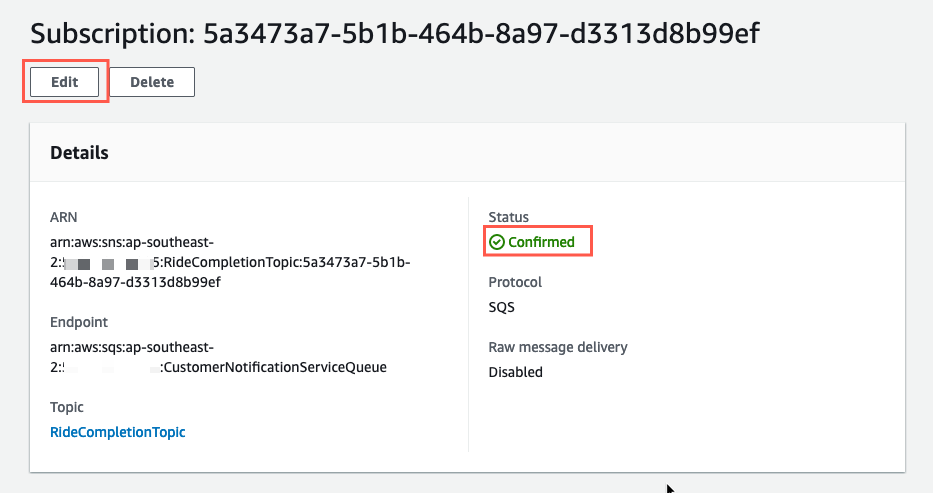 Subscription: 5a3473a7-5b1b-464b-8a97-d3313d8b99ef
Edit
Delete
Details
ARN
arn:aws:sns:ap-southeast-
2: 5:RideCompletionTopic:5a3473a7-5b1b-
464b-8a97-d3313d8b99ef
Endpoint
arn:aws:sqs:ap-southeast-
2: :CustomerNotificationServiceQueue
Topic
RideCompletionTopic
Status
Confirmed
Protocol
SQS
Raw message delivery
Disabled